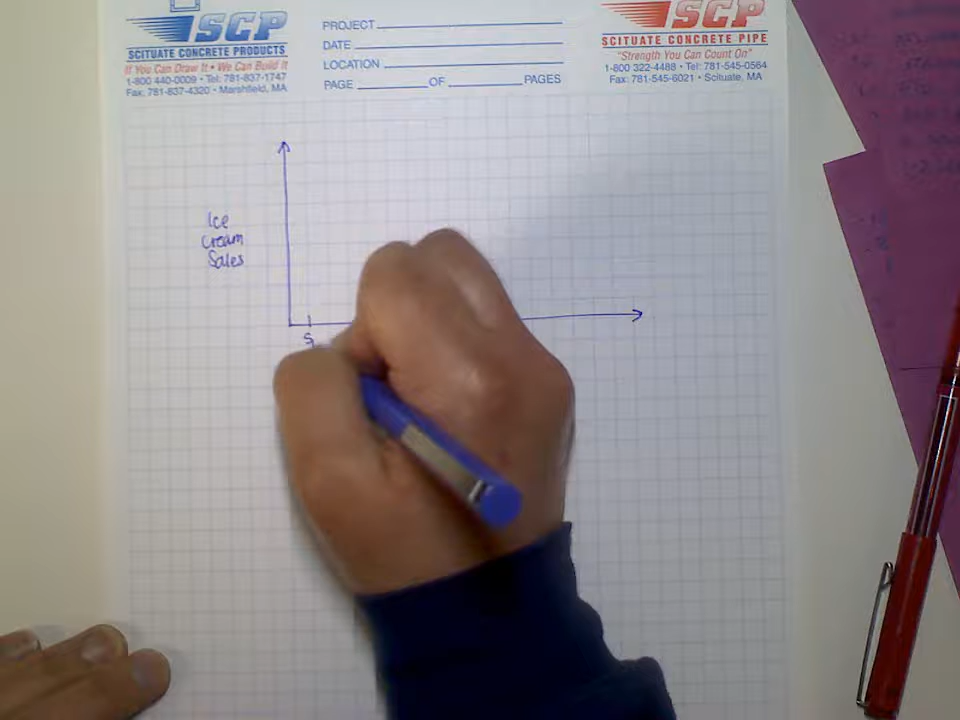 SCP
SCITUATE CONCRETE PRODUCTS
If You Can Draw It • We Can Build It
1-800 440-0009 • Tel: 781-837-1747
Fax: 781-837-4320 • Marshfield, MA
PROJECT
DATE
LOCATION
PAGE OF PAGES
SCP
SCITUATE CONCRETE PIPE
"Strength You Can Count On"
1-800 322-4488 • Tel: 781-545-0564
Fax: 781-545-6021 • Scituate, MA
Ice
Cream
Sales